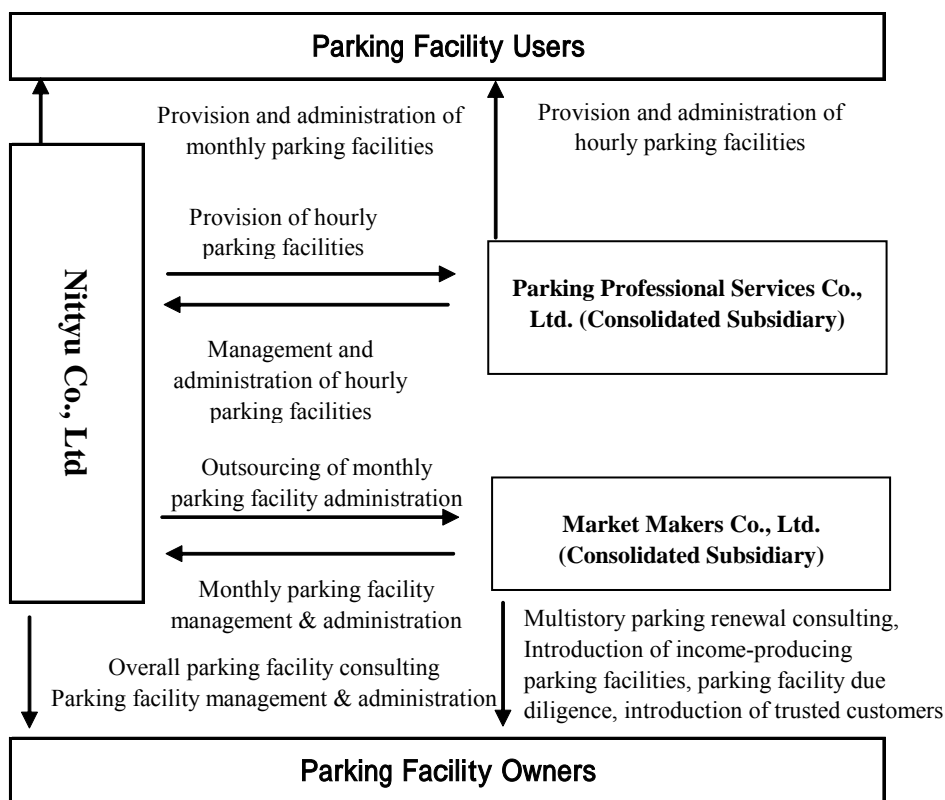 Parking Facility Users
Provision and administration of
monthly parking facilities
Provision and administration of
hourly parking facilities
Nittyu Co., Ltd
Provision of hourly
parking facilities
Parking Professional Services Co.,
Ltd. (Consolidated Subsidiary)
Management and
administration of hourly
parking facilities
Outsourcing of monthly
parking facility administration
Market Makers Co., Ltd.
(Consolidated Subsidiary)
Monthly parking facility
management & administration
Overall parking facility consulting
Parking facility management & administration
Multistory parking renewal consulting,
Introduction of income-producing
parking facilities, parking facility due
diligence, introduction of trusted customers
Parking Facility Owners